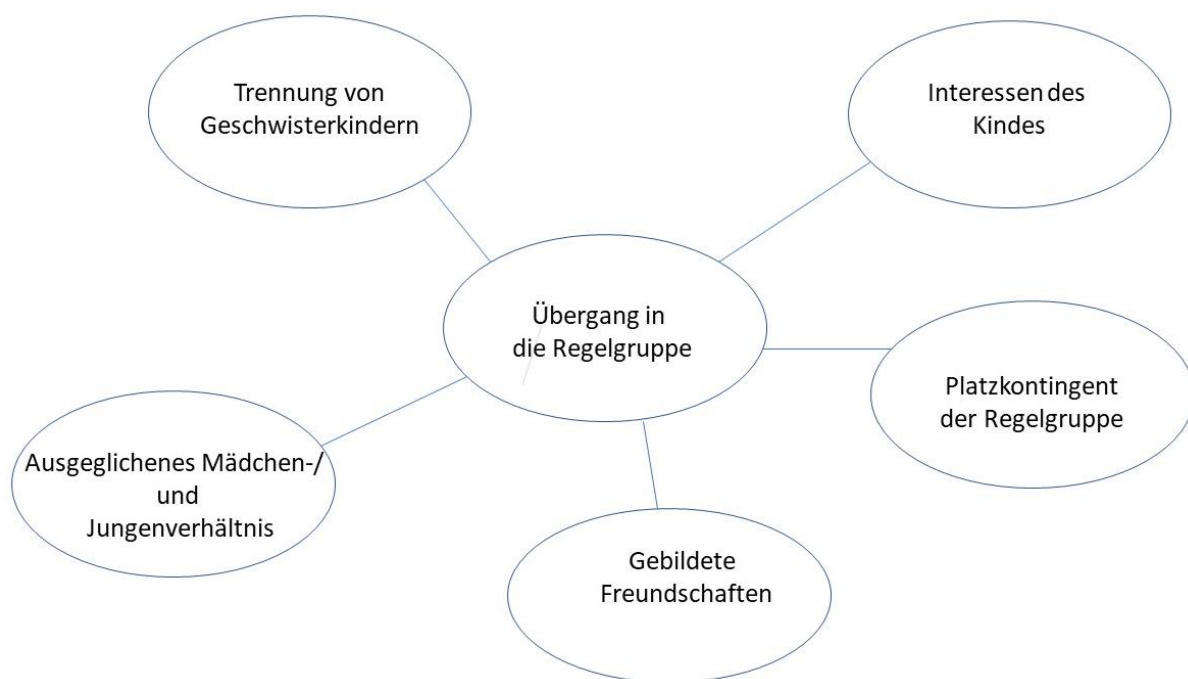 Trennung von
Geschwisterkindern
Interessen des
Kindes
Übergang in
die Regelgruppe
Platzkontingent
der Regelgruppe
Ausgeglichenes Mädchen-/
und
Jungenverhältnis
Gebildete
Freundschaften